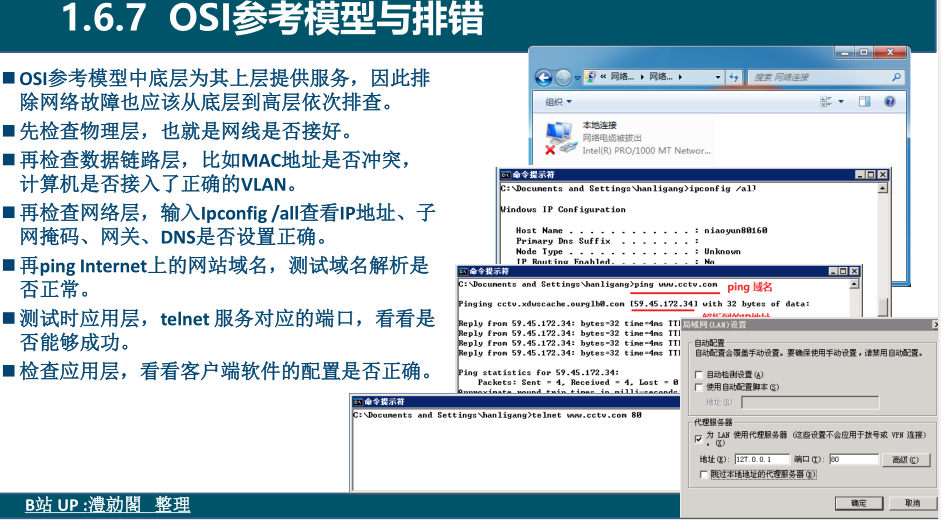 1.6.7 OSI参考模型与排错
■OSI参考模型中底层为其上层提供服务，因此排
除网络故障也应该从底层到高层依次排查。
■先检查物理层，也就是网线是否接好。
■再检查数据链路层，比如MAC地址是否冲突，
计算机是否接入了正确的VLAN。
■再检查网络层，输入Ipconfig /all查看IP地址、子
网掩码、网关、DNS是否设置正确。
■再ping Internet上的网站域名，测试域名解析是
否正常。
■测试时应用层，telnet 服务对应的端口，看看是
否能够成功。
■检查应用层，看看客户端软件的配置是否正确。
« 网络... ▸ 网络... ▸
搜索 网络连接
组织 ▼
本地连接
网络电缆被拔出
Intel(R) PRO/1000 MT Networ...
命令提示符
C:\Documents and Settings\hanligang>ipconfig /all
Windows IP Configuration
Host Name . . . . . . . . . . . . : niaoyun80160
Primary Dns Suffix . . . . . . . :
Node Type . . . . . . . . . . . . : Unknown
IP Routing Enabled. . . . . . . . : No
命令提示符
C:\Documents and Settings\hanligang>ping www.cctv.com
ping 域名
Pinging cctv.xdwscache.ourglb0.com [59.45.172.34] with 32 bytes of data:
解析到的IP地址
Reply from 59.45.172.34: bytes=32 time=4ms TTL
Reply from 59.45.172.34: bytes=32 time=4ms TTL
Reply from 59.45.172.34: bytes=32 time=4ms TTL
Reply from 59.45.172.34: bytes=32 time=4ms TTL
Ping statistics for 59.45.172.34:
Packets: Sent = 4, Received = 4, Lost = 0
Approximate round trip times in milli-seconds
命令提示符
C:\Documents and Settings\hanligang>telnet www.cctv.com 80
局域网(LAN)设置
自动配置
自动配置会覆盖手动设置。要确保使用手动设置，请禁用自动配置。
自动检测设置(A)
使用自动配置脚本(S)
地址(R)
代理服务器
为 LAN 使用代理服务器 (这些设置不会应用于拨号或 VPN 连接)
。(X)
地址(E): 127.0.0.1 端口(T): 80 高级(C)
跳过本地地址的代理服务器(B)
确定 取消
B站 UP :澧勍閣 整理